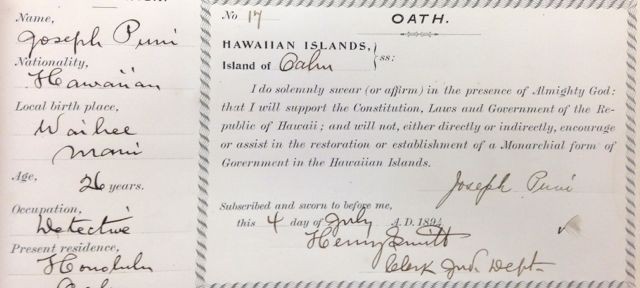 Name,
Joseph Puni
Nationality,
Hawaiian
Local birth place,
Waihee
Maui
Age,
26 years.
Occupation,
Detective
Present residence,
Honolulu
Oahu
No 17
OATH.
HAWAIIAN ISLANDS,
Island of Oahu } ss:
I do solemnly swear (or affirm) in the presence of Almighty God:
that I will support the Constitution, Laws and Government of the Re-
public of Hawaii; and will not, either directly or indirectly, encourage
or assist in the restoration or establishment of a Monarchial form of
Government in the Hawaiian Islands.
Joseph Puni
Subscribed and sworn to before me,
this 4 day of July A.D. 1894
Henry Smith
Clerk Jud. Dept.